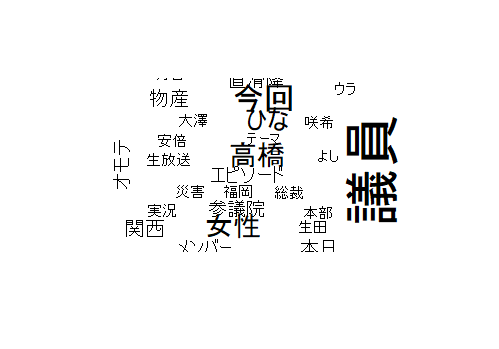 物産
今回
ウラ
大澤
ひな
咲希
オモテ
安倍
テーマ
高橋
よし
議員
生放送
エピソード
災害
福岡
総裁
実況
参議院
本部
関西
女性
生田
メンバー
本日